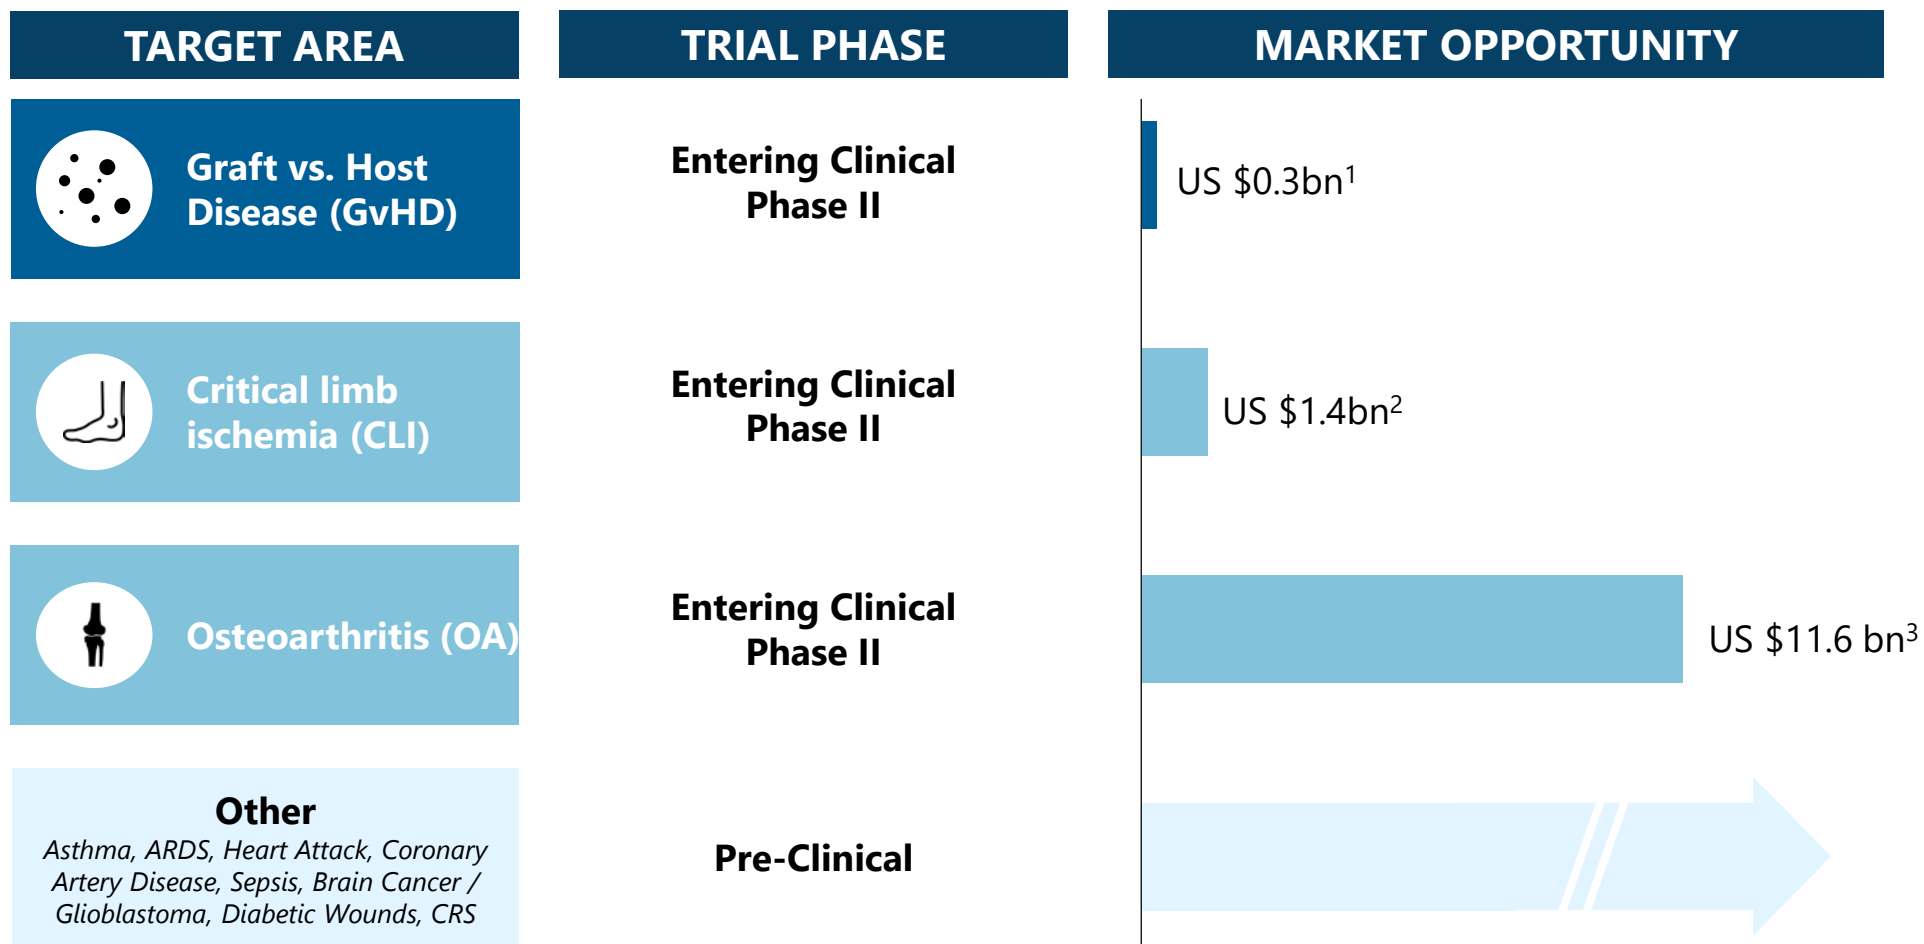 TARGET AREA
TRIAL PHASE
MARKET OPPORTUNITY
Graft vs. Host
Disease (GvHD)
Entering Clinical
Phase II
US $0.3bn¹
Critical limb
ischemia (CLI)
Entering Clinical
Phase II
US $1.4bn²
Osteoarthritis (OA)
Entering Clinical
Phase II
US $11.6 bn³
Other
Asthma, ARDS, Heart Attack, Coronary
Artery Disease, Sepsis, Brain Cancer /
Glioblastoma, Diabetic Wounds, CRS
Pre-Clinical